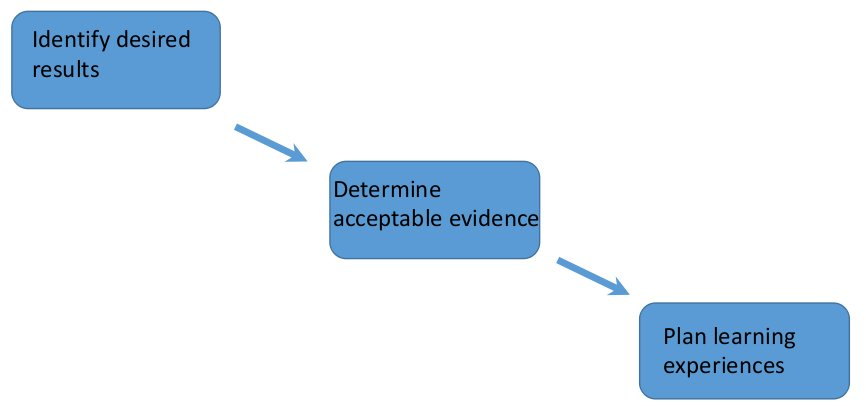 Identify desired
results
Determine
acceptable evidence
Plan learning
experiences